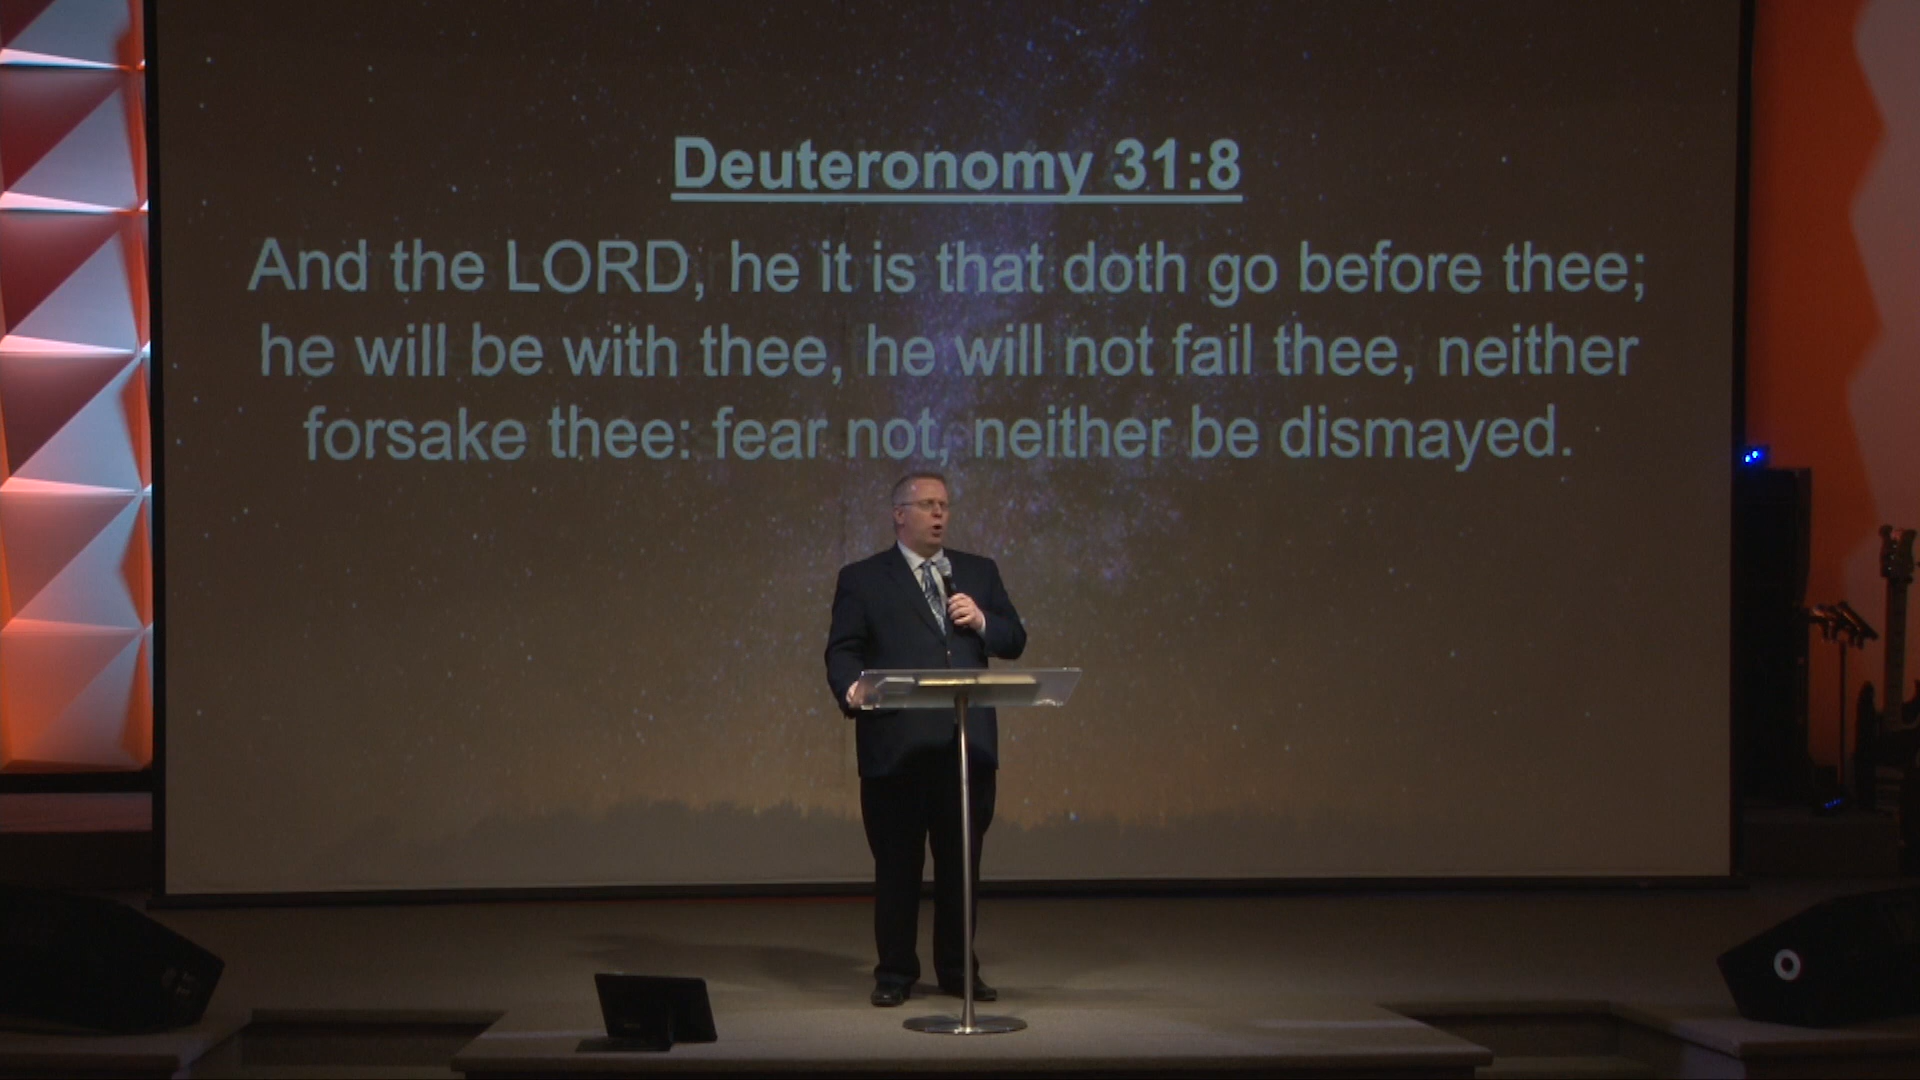 Deuteronomy 31:8
And the LORD, he it is that doth go before thee;
he will be with thee, he will not fail thee, neither
forsake thee: fear not, neither be dismayed.